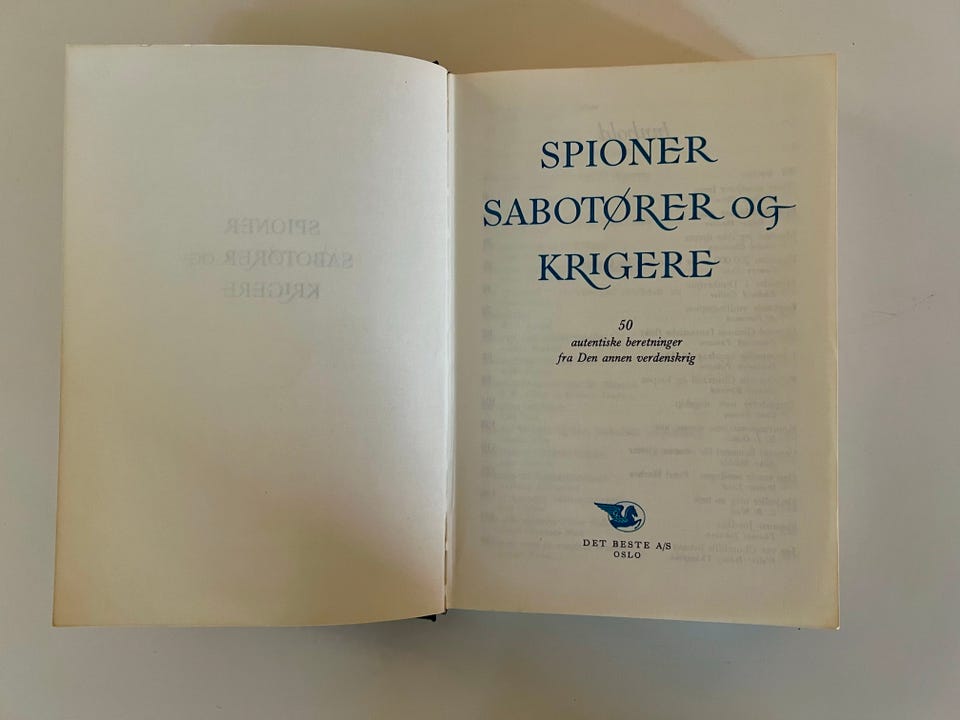 SPIONER
SABOTØRER OG
KRIGERE
50
autentiske beretninger
fra Den annen verdenskrig
DET BESTE A/S
OSLO